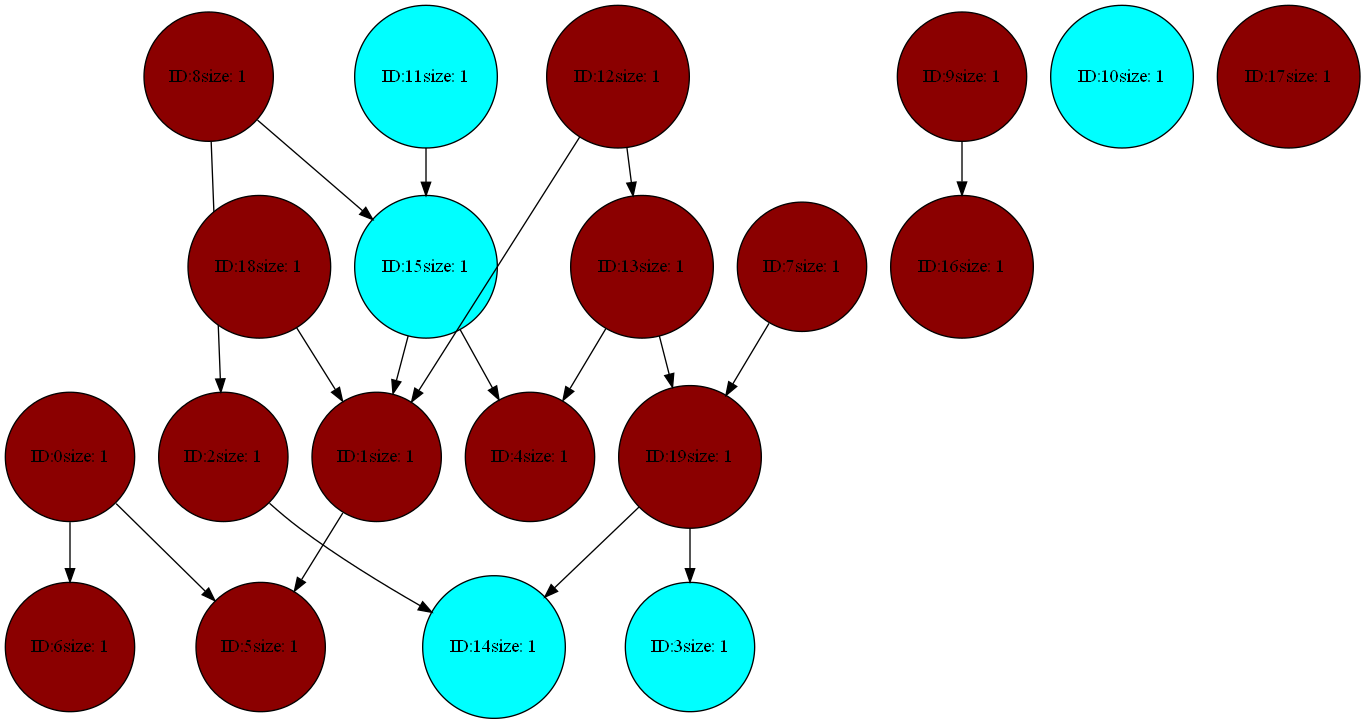 ID:8size: 1
ID:11size: 1
ID:12size: 1
ID:9size: 1
ID:10size: 1
ID:17size: 1
ID:18size: 1
ID:15size: 1
ID:13size: 1
ID:7size: 1
ID:16size: 1
ID:0size: 1
ID:2size: 1
ID:1size: 1
ID:4size: 1
ID:19size: 1
ID:6size: 1
ID:5size: 1
ID:14size: 1
ID:3size: 1